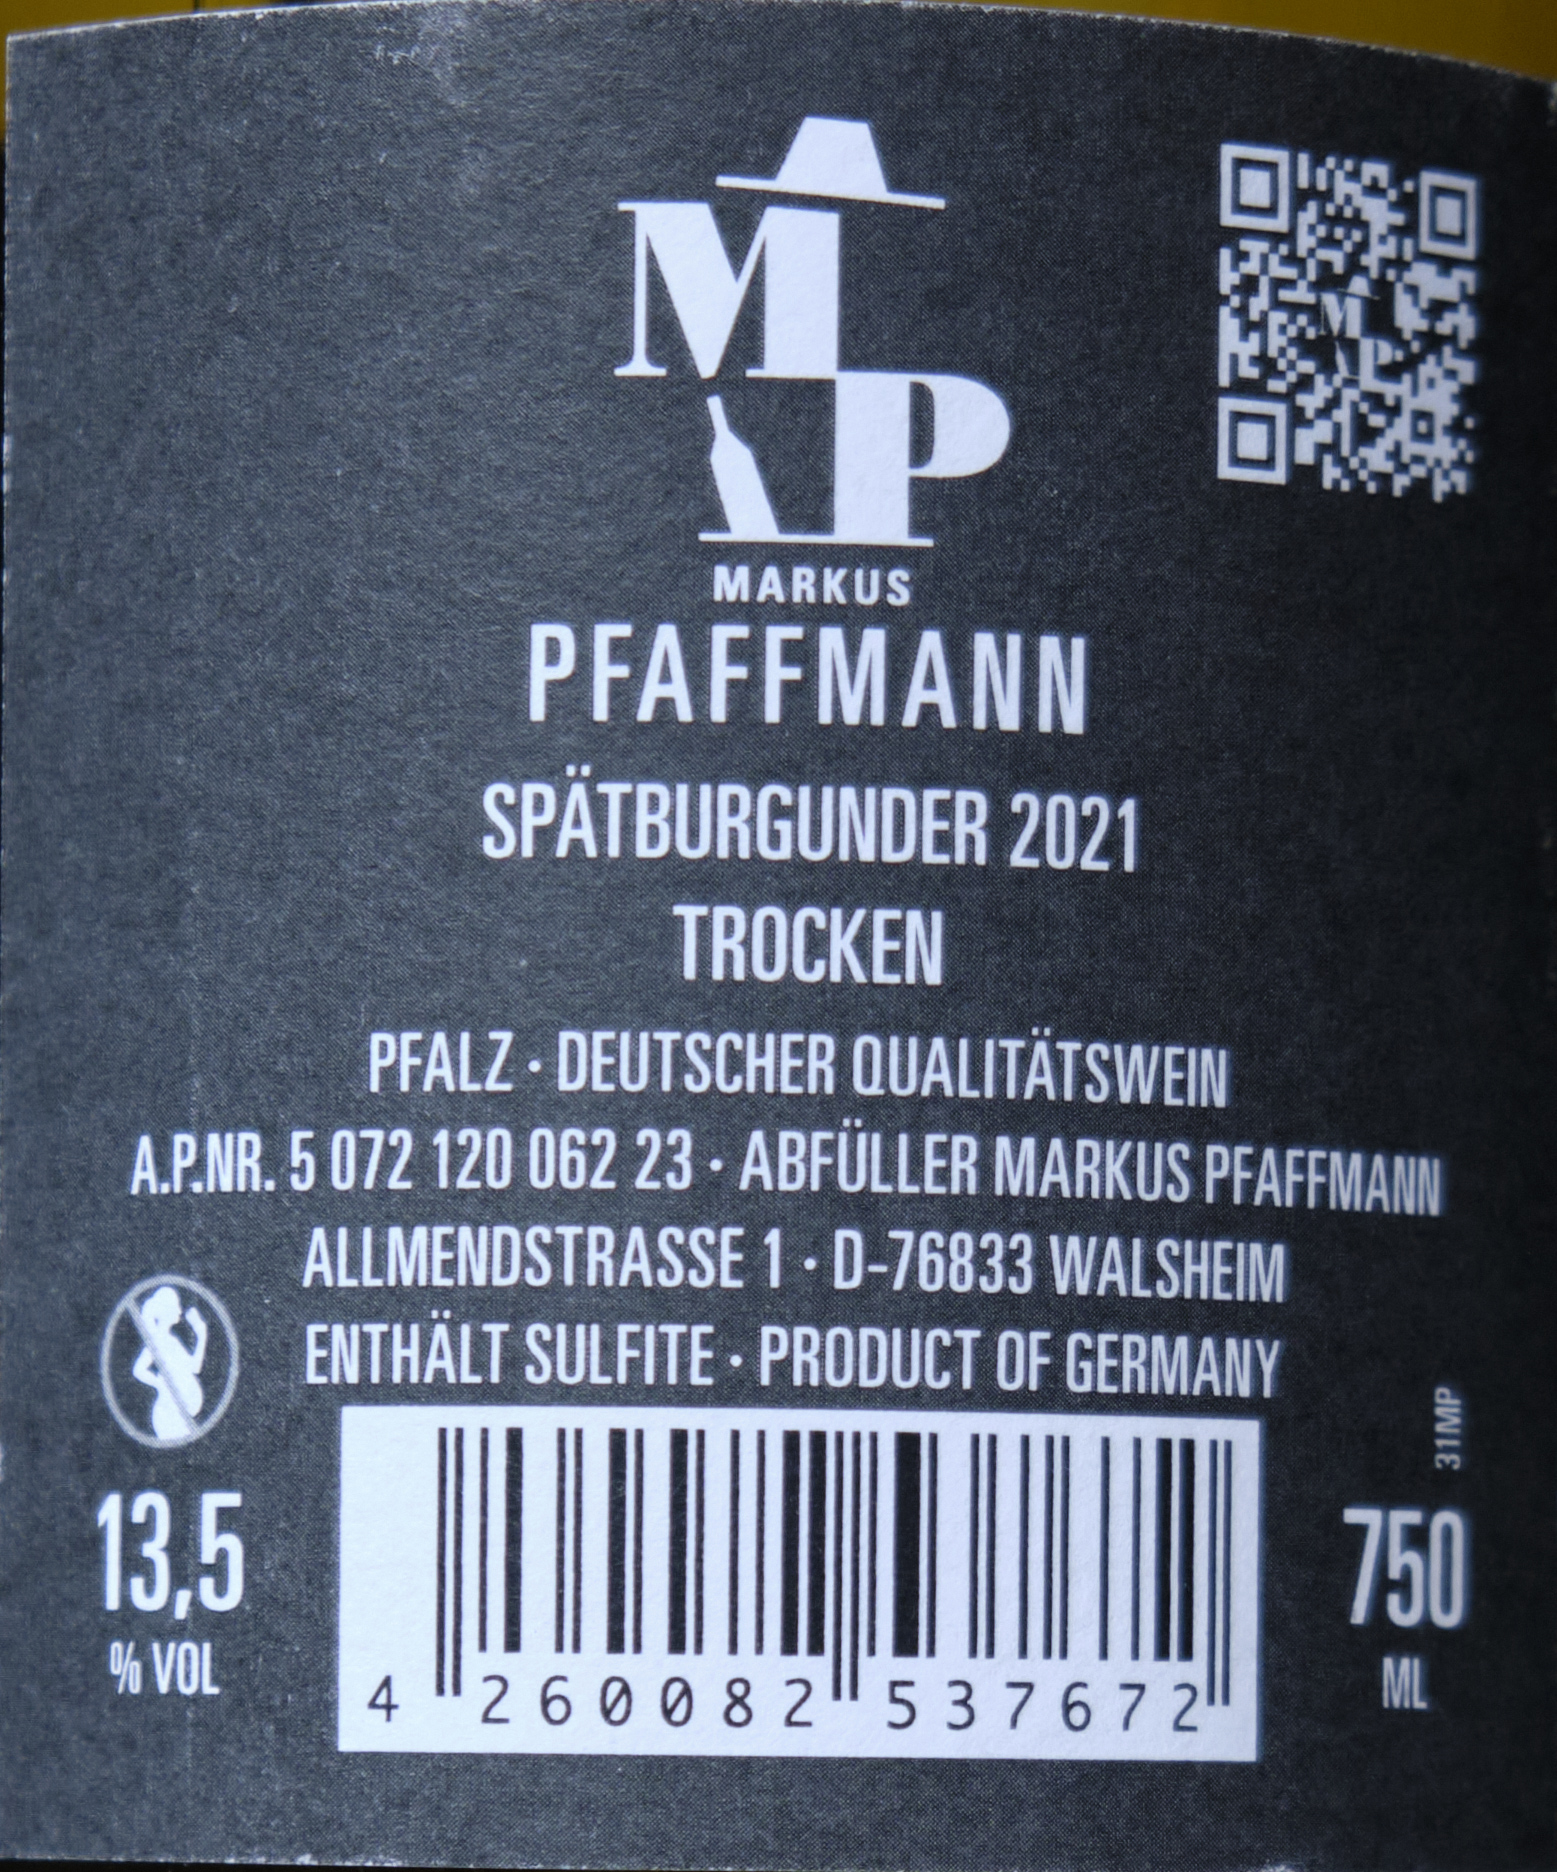 MP
MARKUS
PFAFFMANN
SPÄTBURGUNDER 2021
TROCKEN
PFALZ · DEUTSCHER QUALITÄTSWEIN
A.P.NR. 5 072 120 062 23 · ABFÜLLER MARKUS PFAFFMANN
ALLMENDSTRASSE 1 · D-76833 WALSHEIM
ENTHÄLT SULFITE · PRODUCT OF GERMANY
13,5
% VOL
4 260082 537672
31MP
750
ML